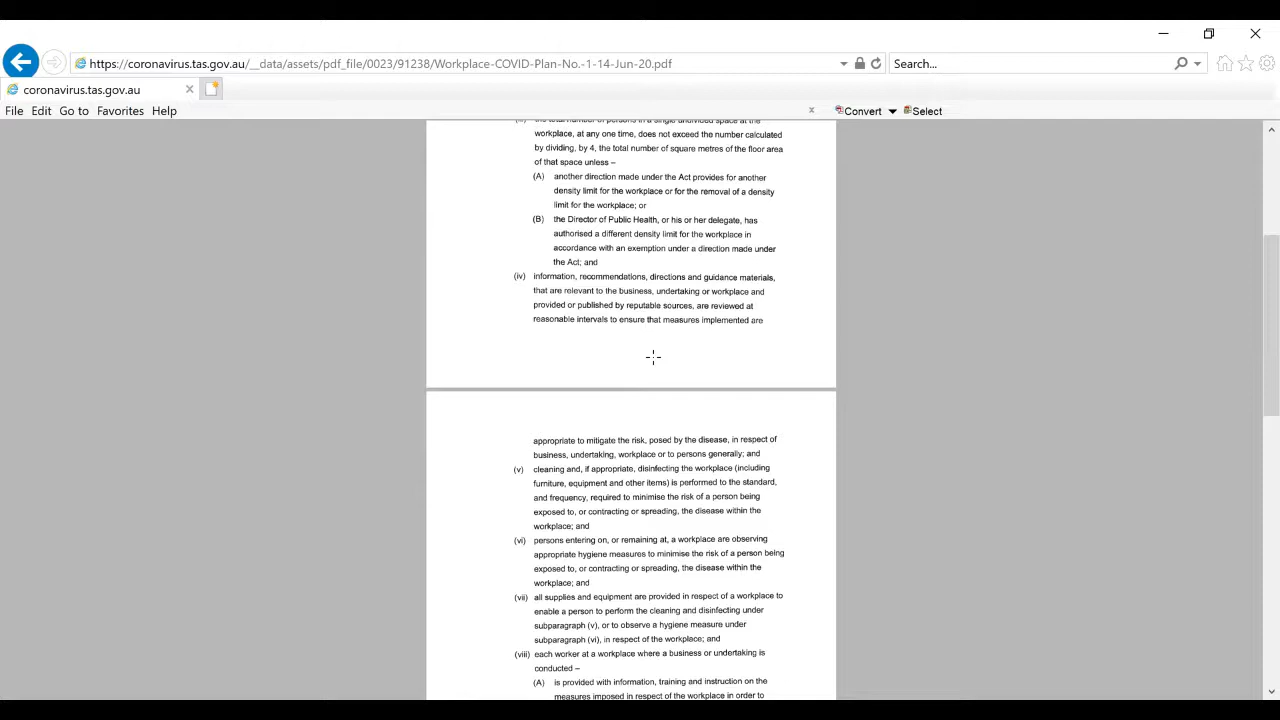 https://coronavirus.tas.gov.au/__data/assets/pdf_file/0023/91238/Workplace-COVID-Plan-No.-1-14-Jun-20.pdf
Search...
coronavirus.tas.gov.au
File Edit Go to Favorites Help
x Convert Select
workplace, at any one time, does not exceed the number calculated
by dividing, by 4, the total number of square metres of the floor area
of that space unless –
(A) another direction made under the Act provides for another
density limit for the workplace or for the removal of a density
limit for the workplace; or
(B) the Director of Public Health, or his or her delegate, has
authorised a different density limit for the workplace in
accordance with an exemption under a direction made under
the Act; and
(iv) information, recommendations, directions and guidance materials,
that are relevant to the business, undertaking or workplace and
provided or published by reputable sources, are reviewed at
reasonable intervals to ensure that measures implemented are
appropriate to mitigate the risk, posed by the disease, in respect of
business, undertaking, workplace or to persons generally; and
(v) cleaning and, if appropriate, disinfecting the workplace (including
furniture, equipment and other items) is performed to the standard,
and frequency, required to minimise the risk of a person being
exposed to, or contracting or spreading, the disease within the
workplace; and
(vi) persons entering on, or remaining at, a workplace are observing
appropriate hygiene measures to minimise the risk of a person being
exposed to, or contracting or spreading, the disease within the
workplace; and
(vii) all supplies and equipment are provided in respect of a workplace to
enable a person to perform the cleaning and disinfecting under
subparagraph (v), or to observe a hygiene measure under
subparagraph (vi), in respect of the workplace; and
(viii) each worker at a workplace where a business or undertaking is
conducted –
(A) is provided with information, training and instruction on the
measures imposed in respect of the workplace in order to